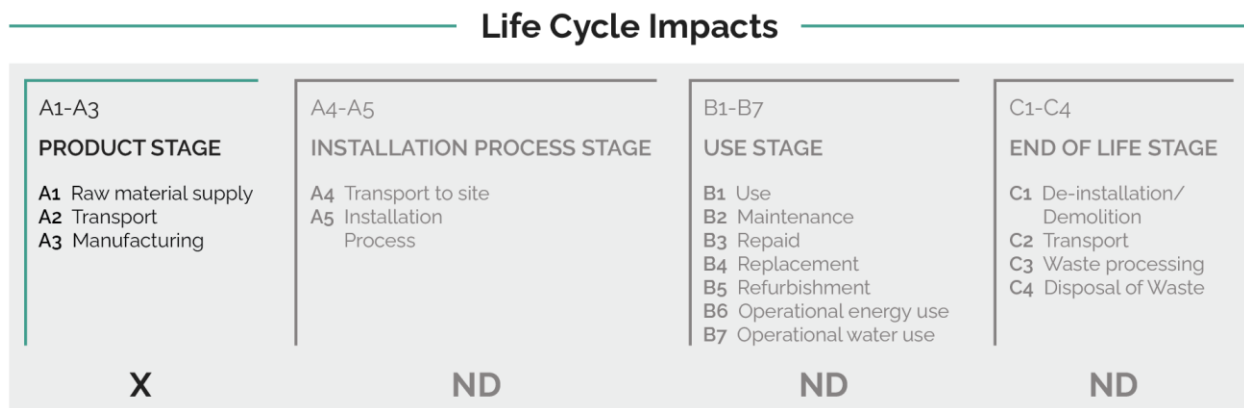 Life Cycle Impacts
A1-A3
PRODUCT STAGE
A1 Raw material supply
A2 Transport
A3 Manufacturing
X
A4-A5
INSTALLATION PROCESS STAGE
A4 Transport to site
A5 Installation
Process
ND
B1-B7
USE STAGE
B1 Use
B2 Maintenance
B3 Repaid
B4 Replacement
B5 Refurbishment
B6 Operational energy use
B7 Operational water use
ND
C1-C4
END OF LIFE STAGE
C1 De-installation/
Demolition
C2 Transport
C3 Waste processing
C4 Disposal of Waste
ND